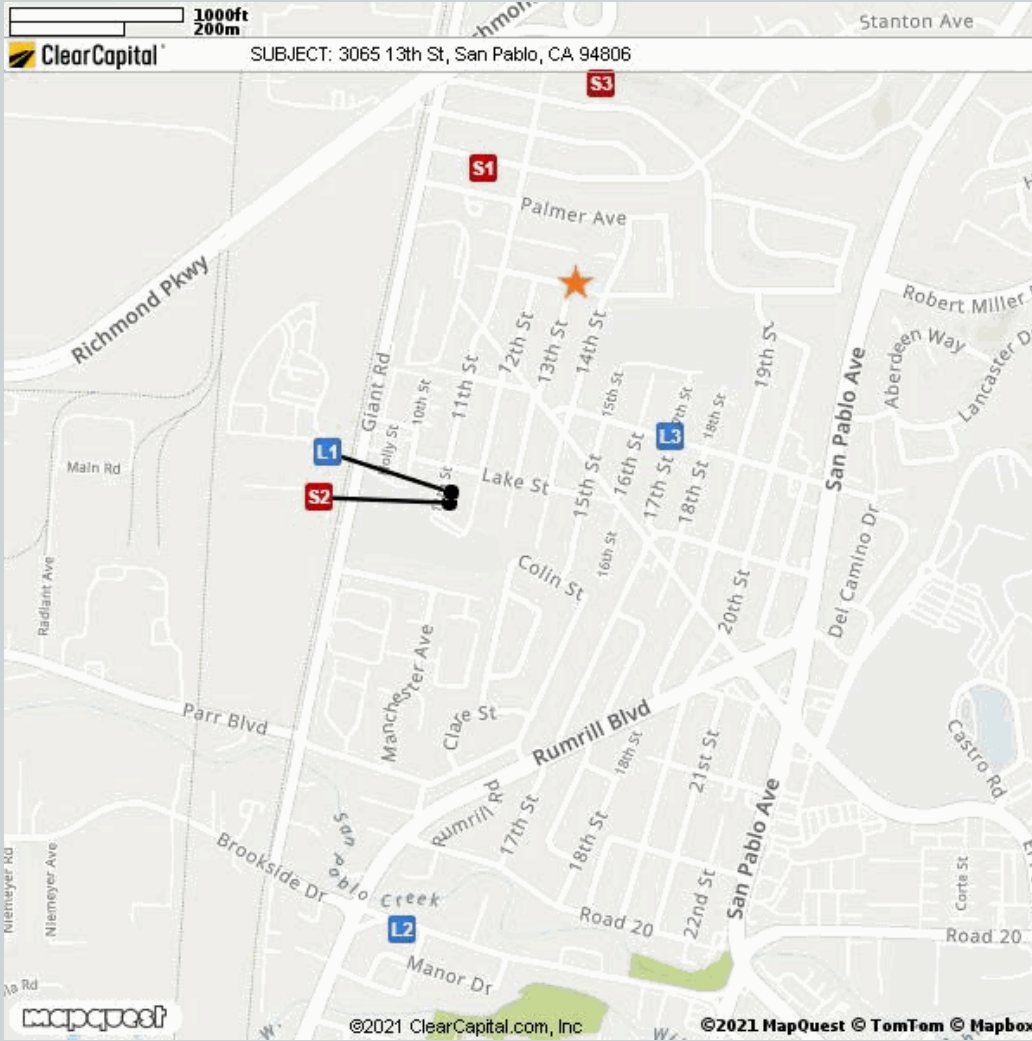 1000ft
200m
Stanton Ave
ClearCapital
SUBJECT: 3065 13th St, San Pablo, CA 94806
S3
S1
Palmer Ave
Richmond Pkwy
Robert Miller
Aberdeen Way
Lancaster D
12th St
13th St
14th St
19th St
Giant Rd
10th St
11th St
15th St
18th St
San Pablo Ave
L1
L3
16th St
Main Rd
Lake St
S2
15th St
17th St
18th St
Colin St
16th St
Del Camino Dr
20th St
Radiant Ave
Manchester Ave
Clare St
Parr Blvd
Rumrill Blvd
18th St
21st St
Castro Rd
Rumrill Rd
17th St
18th St
San Pablo Ave
Brookside Dr
San Pablo Creek
Niemeyer Rd
Niemeyer Ave
Corte St
22nd St
L2
Road 20
Road 20
Manor Dr
mapquest
©2021 ClearCapital.com, Inc
©2021 MapQuest © TomTom © Mapbox